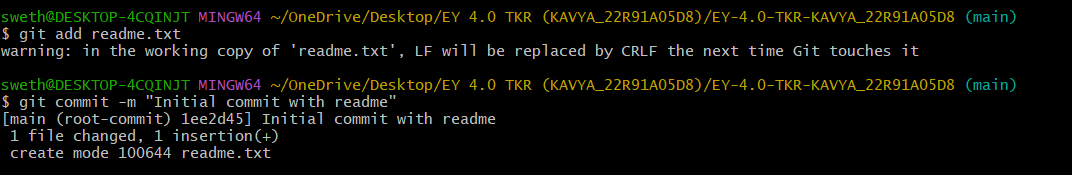 sweth@DESKTOP-4CQINJT MINGW64 ~/OneDrive/Desktop/EY 4.0 TKR (KAVYA_22R91A05D8)/EY-4.0-TKR-KAVYA_22R91A05D8 (main)
$ git add readme.txt
warning: in the working copy of 'readme.txt', LF will be replaced by CRLF the next time Git touches it
sweth@DESKTOP-4CQINJT MINGW64 ~/OneDrive/Desktop/EY 4.0 TKR (KAVYA_22R91A05D8)/EY-4.0-TKR-KAVYA_22R91A05D8 (main)
$ git commit -m "Initial commit with readme"
[main (root-commit) 1ee2d45] Initial commit with readme
 1 file changed, 1 insertion(+)
 create mode 100644 readme.txt